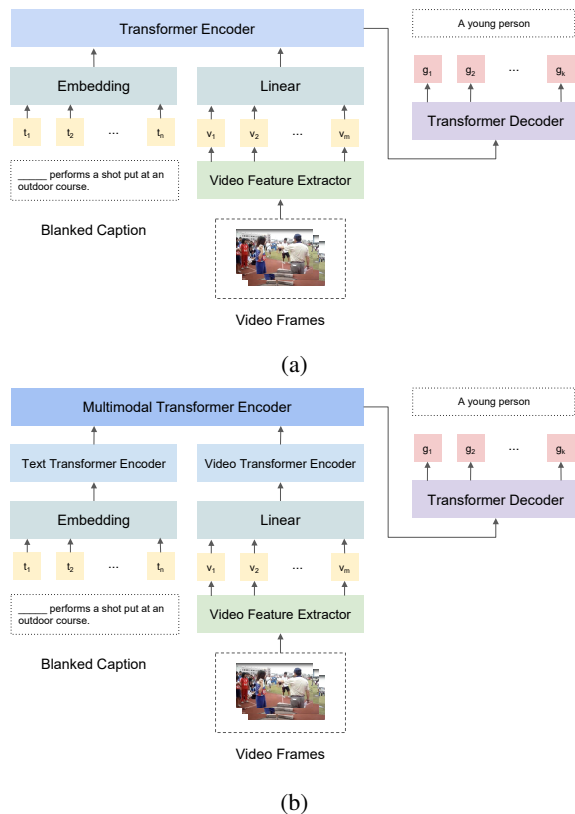 Transformer Encoder
A young person
Embedding
Linear
g1 g2 ... gk
t1 t2 ... tn
v1 v2 ... vm
Transformer Decoder
_____ performs a shot put at an
outdoor course.
Video Feature Extractor
Blanked Caption
Video Frames
(a)
Multimodal Transformer Encoder
A young person
Text Transformer Encoder
Video Transformer Encoder
g1 g2 ... gk
Embedding
Linear
Transformer Decoder
t1 t2 ... tn
v1 v2 ... vm
_____ performs a shot put at an
outdoor course.
Video Feature Extractor
Blanked Caption
Video Frames
(b)